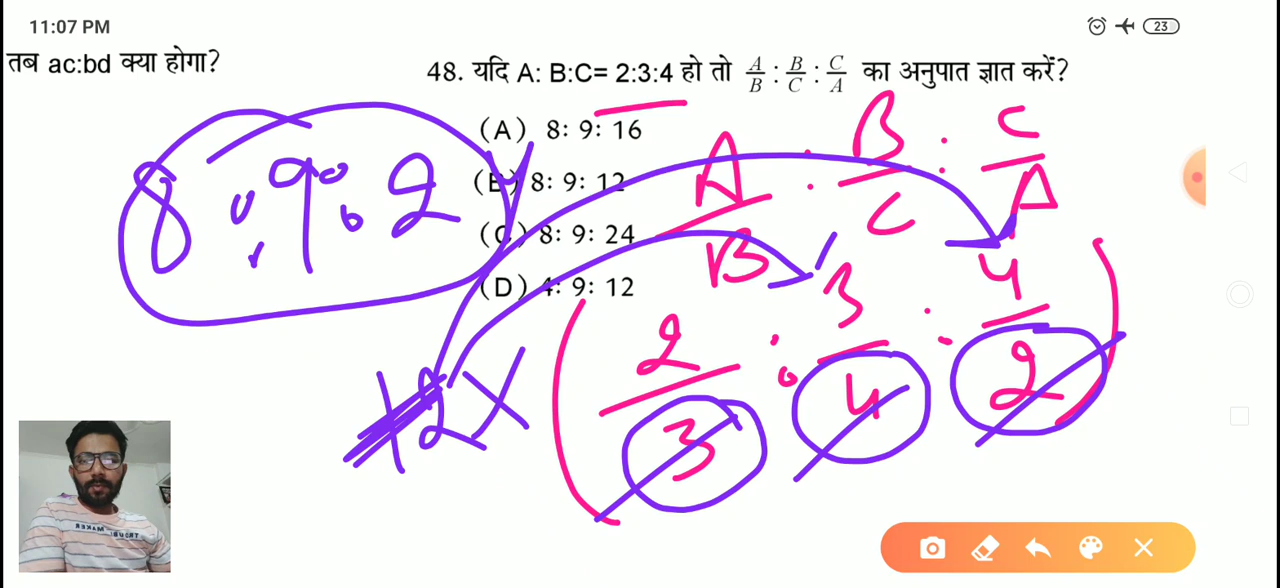 11:07 PM
23
तब ac:bd क्या होगा?
48. यदि A: B:C= 2:3:4 हो तो A/B : B/C : C/A का अनुपात ज्ञात करें?
(A) 8: 9: 16
(B) 8: 9: 12
(C) 8: 9: 24
(D) 4: 9: 12
A/B : B/C : C/A
2/3 : 3/4 : 4/2
12 ×
8 : 9 : 2